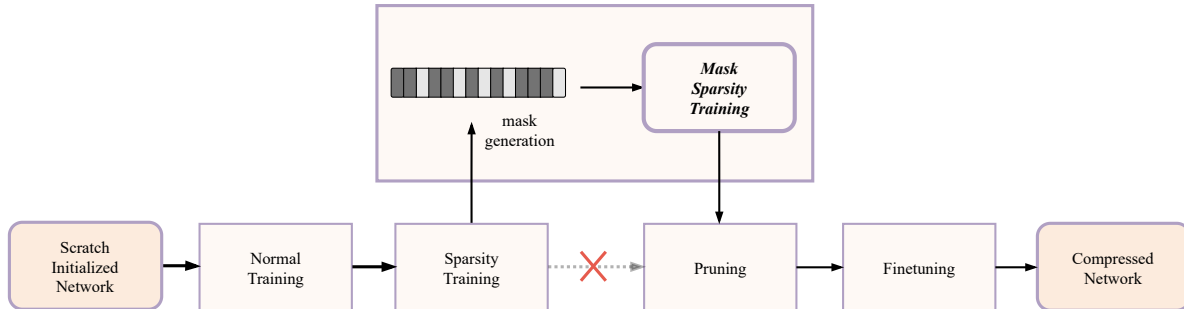 Mask
Sparsity
Training
mask
generation
Scratch
Initialized
Network
Normal
Training
Sparsity
Training
Pruning
Finetuning
Compressed
Network